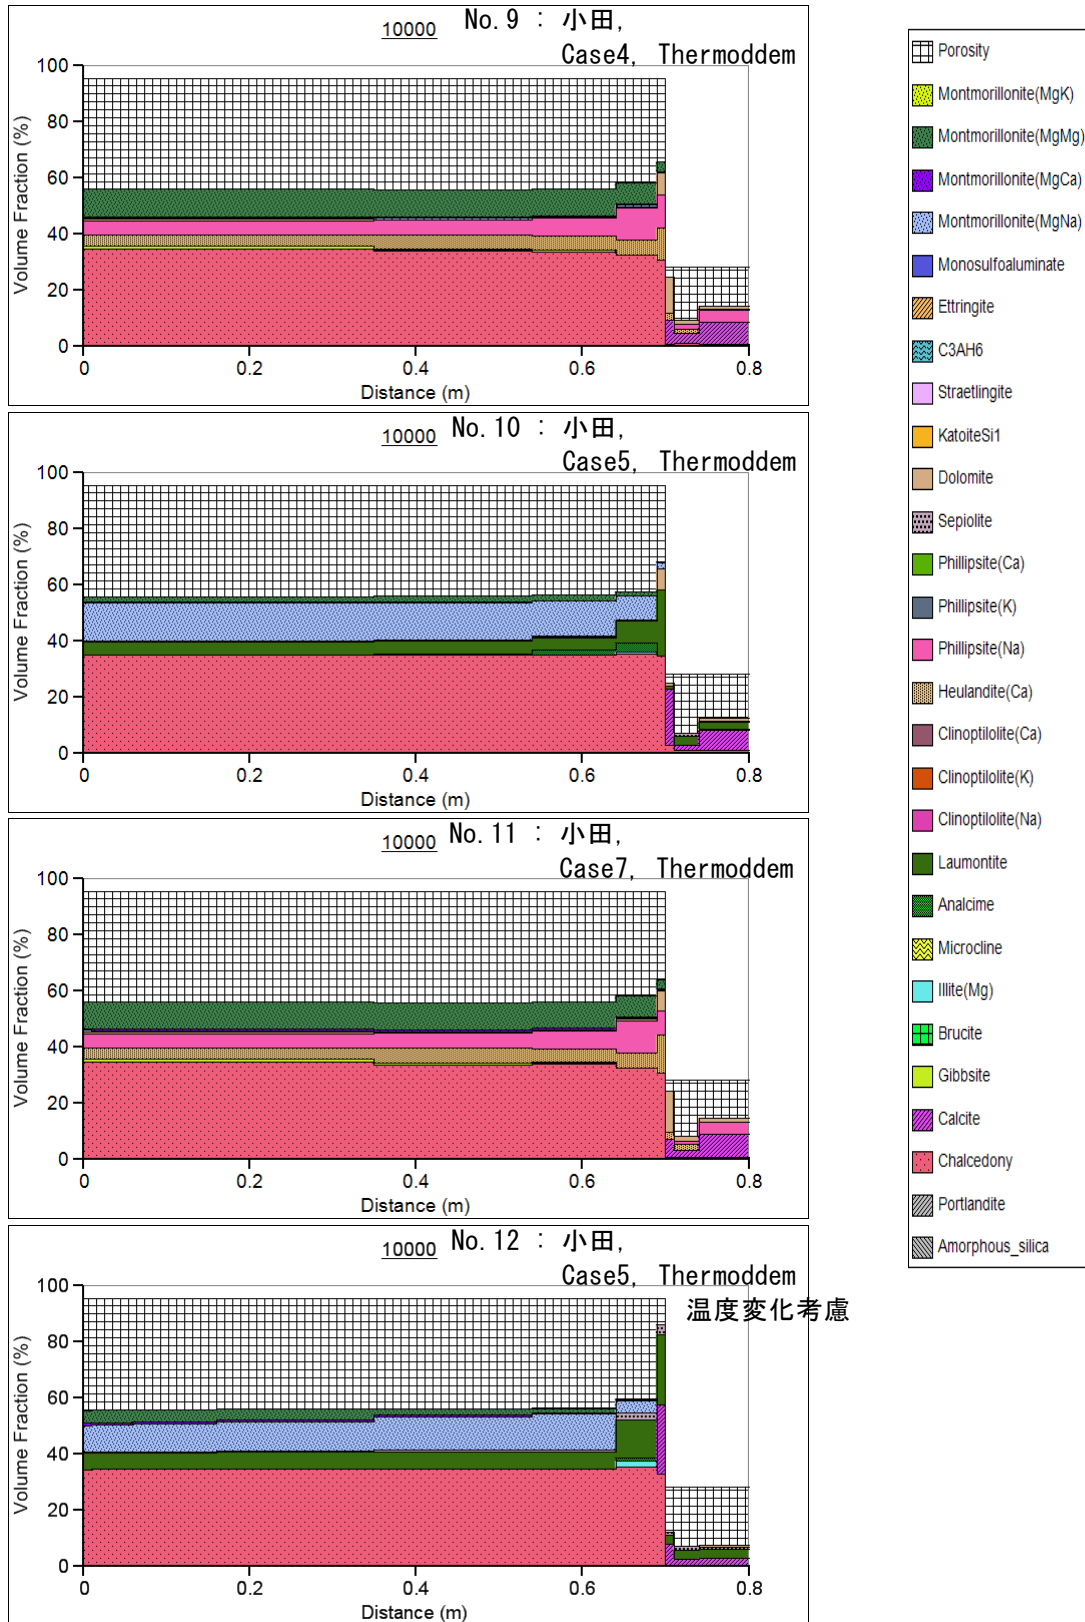 10000 No.9 : 小田,
Case4, Thermoddem
Volume Fraction (%)
100
80
60
40
20
0
0 0.2 0.4 0.6 0.8
Distance (m)
10000 No.10 : 小田,
Case5, Thermoddem
Volume Fraction (%)
100
80
60
40
20
0
0 0.2 0.4 0.6 0.8
Distance (m)
10000 No.11 : 小田,
Case7, Thermoddem
Volume Fraction (%)
100
80
60
40
20
0
0 0.2 0.4 0.6 0.8
Distance (m)
10000 No.12 : 小田,
Case5, Thermoddem
温度変化考慮
Volume Fraction (%)
100
80
60
40
20
0
0 0.2 0.4 0.6 0.8
Distance (m)
Porosity
Montmorillonite(MgK)
Montmorillonite(MgMg)
Montmorillonite(MgCa)
Montmorillonite(MgNa)
Monosulfoaluminate
Ettringite
C3AH6
Straetlingite
KatoiteSi1
Dolomite
Sepiolite
Phillipsite(Ca)
Phillipsite(K)
Phillipsite(Na)
Heulandite(Ca)
Clinoptilolite(Ca)
Clinoptilolite(K)
Clinoptilolite(Na)
Laumontite
Analcime
Microcline
Illite(Mg)
Brucite
Gibbsite
Calcite
Chalcedony
Portlandite
Amorphous_silica